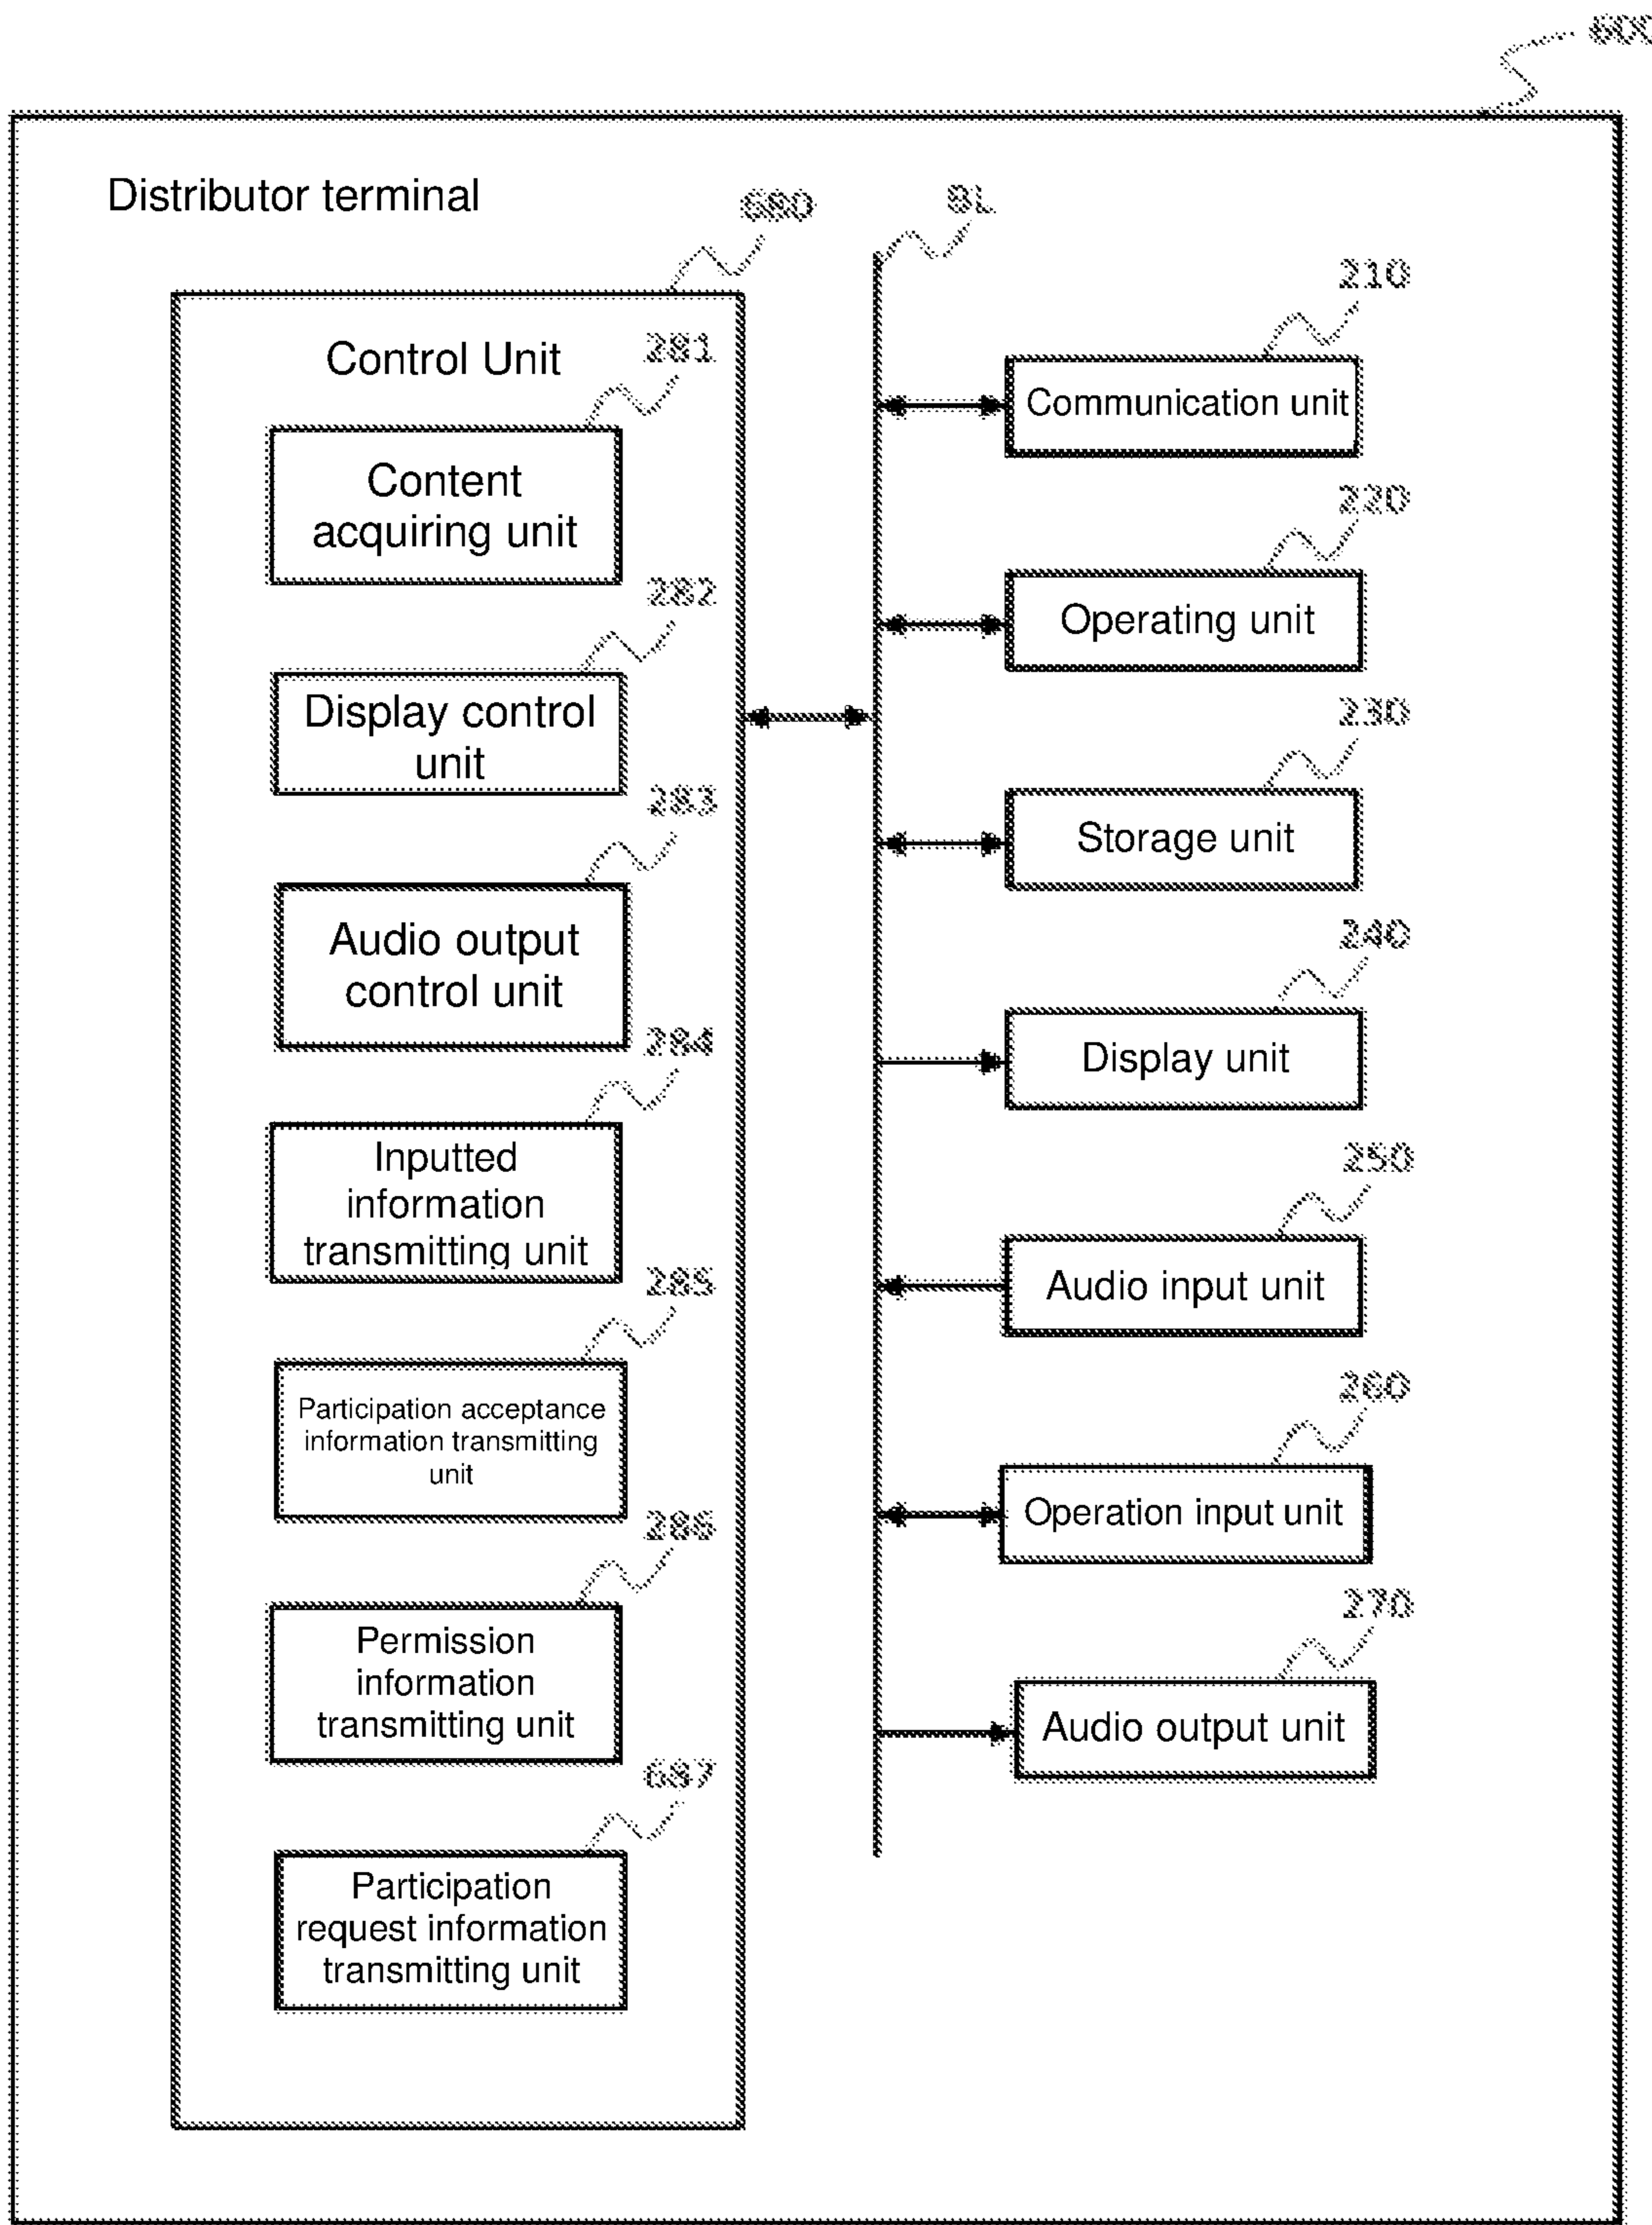 600
Distributor terminal
680
BL
Control Unit
281
Content
acquiring unit
282
Display control
unit
283
Audio output
control unit
284
Inputted
information
transmitting unit
285
Participation acceptance
information transmitting
unit
286
Permission
information
transmitting unit
687
Participation
request information
transmitting unit
210
Communication unit
220
Operating unit
230
Storage unit
240
Display unit
250
Audio input unit
260
Operation input unit
270
Audio output unit